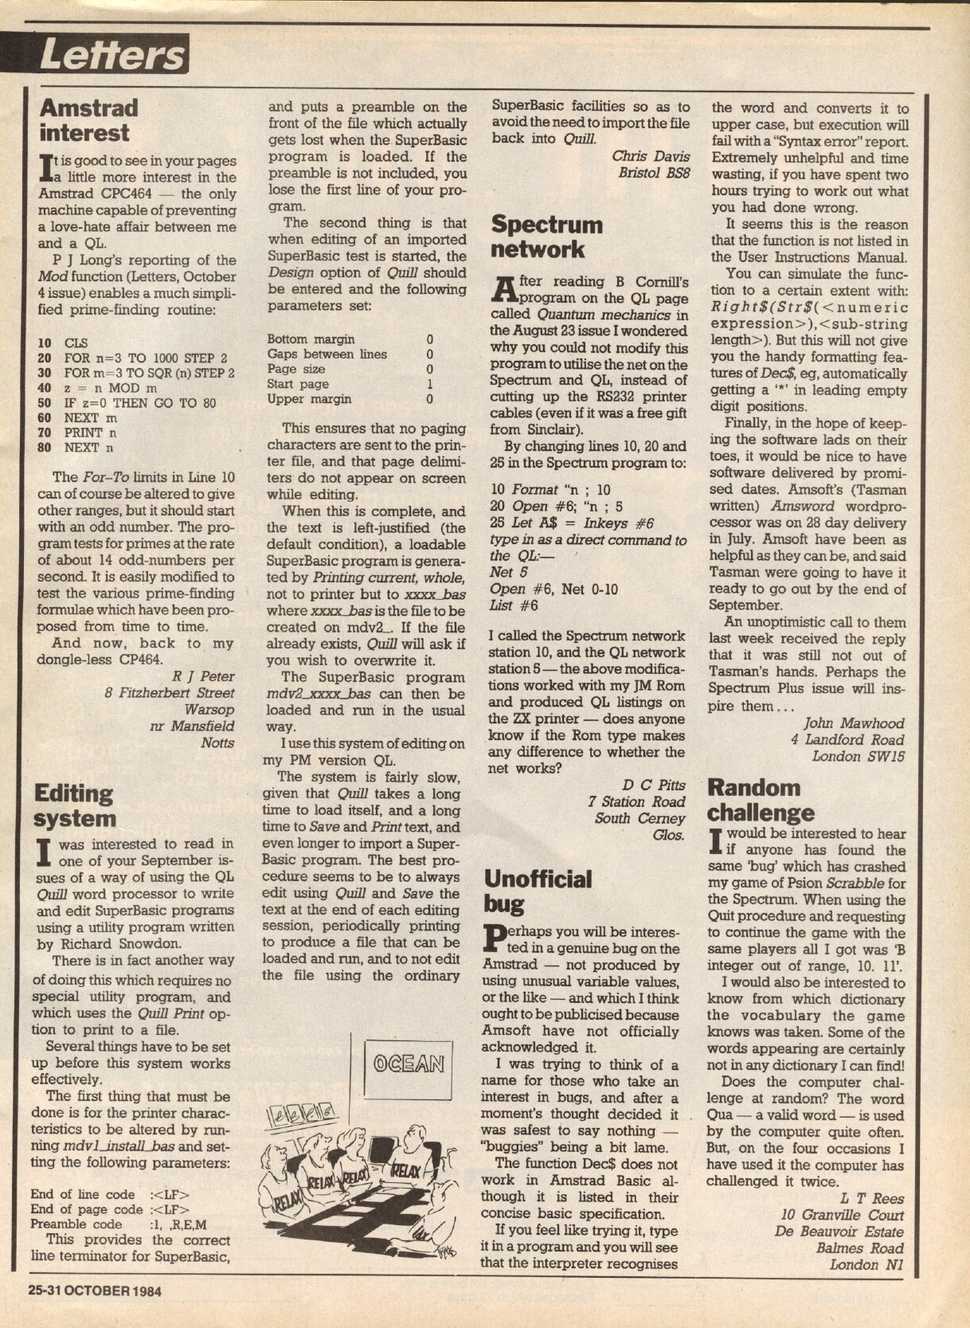 Letters
Amstrad
interest
It is good to see in your pages
a little more interest in the
Amstrad CPC464 — the only
machine capable of preventing
a love-hate affair between me
and a QL.
P J Long's reporting of the
Mod function (Letters, October
4 issue) enables a much simpli-
fied prime-finding routine:
10 CLS
20 FOR n=3 TO 1000 STEP 2
30 FOR m=3 TO SQR (n) STEP 2
40 z = n MOD m
50 IF z=0 THEN GO TO 80
60 NEXT m
70 PRINT n
80 NEXT n
The For–To limits in Line 10
can of course be altered to give
other ranges, but it should start
with an odd number. The pro-
gram tests for primes at the rate
of about 14 odd-numbers per
second. It is easily modified to
test the various prime-finding
formulae which have been pro-
posed from time to time.
And now, back to my
dongle-less CP464.
R J Peter
8 Fitzherbert Street
Warsop
nr Mansfield
Notts
Editing
system
I was interested to read in
one of your September is-
sues of a way of using the QL
Quill word processor to write
and edit SuperBasic programs
using a utility program written
by Richard Snowdon.
There is in fact another way
of doing this which requires no
special utility program, and
which uses the Quill Print op-
tion to print to a file.
Several things have to be set
up before this system works
effectively.
The first thing that must be
done is for the printer charac-
teristics to be altered by run-
ning mdv1_install_bas and set-
ting the following parameters:
End of line code :<LF>
End of page code :<LF>
Preamble code :1, ,R,E,M
This provides the correct
line terminator for SuperBasic,
and puts a preamble on the
front of the file which actually
gets lost when the SuperBasic
program is loaded. If the
preamble is not included, you
lose the first line of your pro-
gram.
The second thing is that
when editing of an imported
SuperBasic test is started, the
Design option of Quill should
be entered and the following
parameters set:
Bottom margin 0
Gaps between lines 0
Page size 0
Start page 1
Upper margin 0
This ensures that no paging
characters are sent to the prin-
ter file, and that page delimi-
ters do not appear on screen
while editing.
When this is complete, and
the text is left-justified (the
default condition), a loadable
SuperBasic program is genera-
ted by Printing current, whole,
not to printer but to xxxx_bas
where xxxx_bas is the file to be
created on mdv2_. If the file
already exists, Quill will ask if
you wish to overwrite it.
The SuperBasic program
mdv2_xxxx_bas can then be
loaded and run in the usual
way.
I use this system of editing on
my PM version QL.
The system is fairly slow,
given that Quill takes a long
time to load itself, and a long
time to Save and Print text, and
even longer to import a Super-
Basic program. The best pro-
cedure seems to be to always
edit using Quill and Save the
text at the end of each editing
session, periodically printing
to produce a file that can be
loaded and run, and to not edit
the file using the ordinary
OCEAN
RELAX
RELAX
RELAX
RELAX
SuperBasic facilities so as to
avoid the need to import the file
back into Quill.
Chris Davis
Bristol BS8
Spectrum
network
After reading B Cornill's
program on the QL page
called Quantum mechanics in
the August 23 issue I wondered
why you could not modify this
program to utilise the net on the
Spectrum and QL, instead of
cutting up the RS232 printer
cables (even if it was a free gift
from Sinclair).
By changing lines 10, 20 and
25 in the Spectrum program to:
10 Format "n ; 10
20 Open #6; "n ; 5
25 Let A$ = Inkeys #6
type in as a direct command to
the QL:—
Net 5
Open #6, Net 0-10
List #6
I called the Spectrum network
station 10, and the QL network
station 5 — the above modifica-
tions worked with my JM Rom
and produced QL listings on
the ZX printer — does anyone
know if the Rom type makes
any difference to whether the
net works?
D C Pitts
7 Station Road
South Cerney
Glos.
Unofficial
bug
Perhaps you will be interes-
ted in a genuine bug on the
Amstrad — not produced by
using unusual variable values,
or the like — and which I think
ought to be publicised because
Amsoft have not officially
acknowledged it.
I was trying to think of a
name for those who take an
interest in bugs, and after a
moment's thought decided it
was safest to say nothing —
"buggies" being a bit lame.
The function Dec$ does not
work in Amstrad Basic al-
though it is listed in their
concise basic specification.
If you feel like trying it, type
it in a program and you will see
that the interpreter recognises
the word and converts it to
upper case, but execution will
fail with a "Syntax error" report.
Extremely unhelpful and time
wasting, if you have spent two
hours trying to work out what
you had done wrong.
It seems this is the reason
that the function is not listed in
the User Instructions Manual.
You can simulate the func-
tion to a certain extent with:
Right$(Str$(<numeric
expression>),<sub-string
length>). But this will not give
you the handy formatting fea-
tures of Dec$, eg, automatically
getting a '*' in leading empty
digit positions.
Finally, in the hope of keep-
ing the software lads on their
toes, it would be nice to have
software delivered by promi-
sed dates. Amsoft's (Tasman
written) Amsword wordpro-
cessor was on 28 day delivery
in July. Amsoft have been as
helpful as they can be, and said
Tasman were going to have it
ready to go out by the end of
September.
An unoptimistic call to them
last week received the reply
that it was still not out of
Tasman's hands. Perhaps the
Spectrum Plus issue will ins-
pire them . . .
John Mawhood
4 Landford Road
London SW15
Random
challenge
I would be interested to hear
if anyone has found the
same 'bug' which has crashed
my game of Psion Scrabble for
the Spectrum. When using the
Quit procedure and requesting
to continue the game with the
same players all I got was 'B
integer out of range, 10. 11'.
I would also be interested to
know from which dictionary
the vocabulary the game
knows was taken. Some of the
words appearing are certainly
not in any dictionary I can find!
Does the computer chal-
lenge at random? The word
Qua — a valid word — is used
by the computer quite often.
But, on the four occasions I
have used it the computer has
challenged it twice.
L T Rees
10 Granville Court
De Beauvoir Estate
Balmes Road
London N1
25-31 OCTOBER 1984